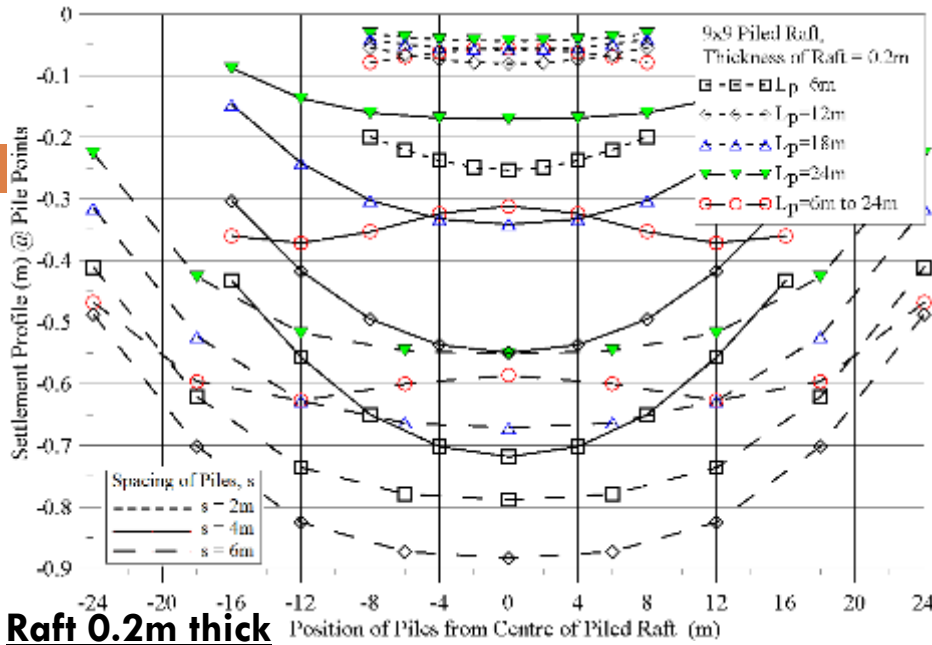 0
-0.1
-0.2
-0.3
-0.4
-0.5
-0.6
-0.7
-0.8
-0.9
Settlement Profile (m) @ Pile Points
9x9 Piled Raft,
Thickness of Raft = 0.2m
Lp=6m
Lp=12m
Lp=18m
Lp=24m
Lp=6m to 24m
Spacing of Piles, s
s = 2m
s = 4m
s = 6m
-24 -20 -16 -12 -8 -4 0 4 8 12 16 20 24
Raft 0.2m thick
Position of Piles from Centre of Piled Raft (m)